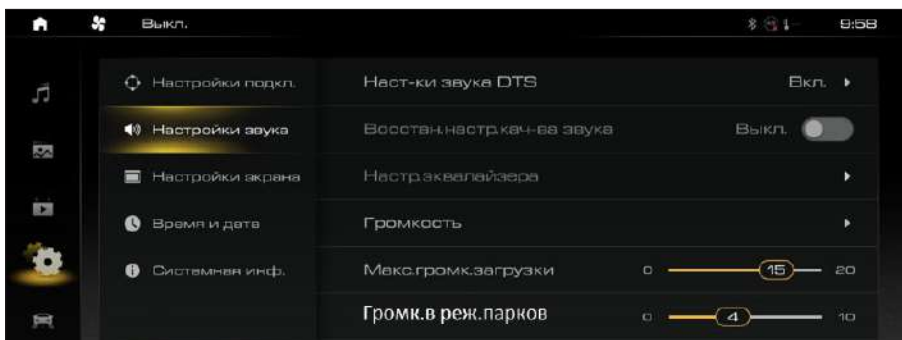 Выкл. 9:58
Настройки подкл.
Настройки звука
Настройки экрана
Время и дата
Системная инф.
Наст-ки звука DTS Вкл.
Восстан.настр.кач-ва звука Выкл.
Настр.эквалайзера
Громкость
Макс.громк.загрузки 0 15 20
Громк.в реж.парков 0 4 10